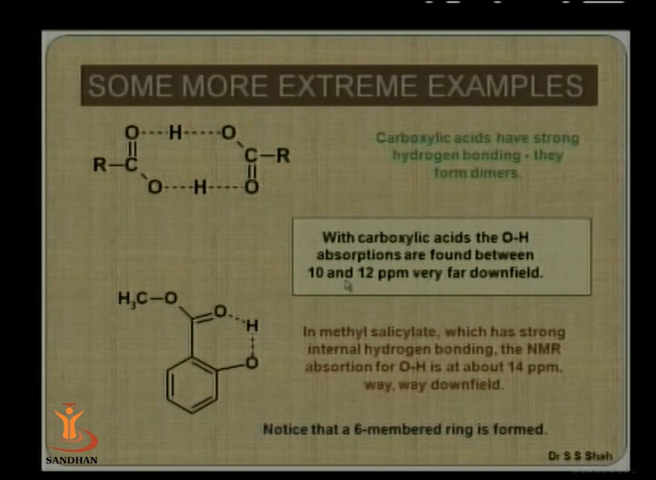 SOME MORE EXTREME EXAMPLES
O----H----O
R—C
C—R
O----H----O
Carboxylic acids have strong
hydrogen bonding - they
form dimers.
With carboxylic acids the O-H
absorptions are found between
10 and 12 ppm very far downfield.
H3C—O
O
H
O
In methyl salicylate, which has strong
internal hydrogen bonding, the NMR
absortion for O-H is at about 14 ppm,
way, way downfield.
Notice that a 6-membered ring is formed.
SANDHAN
Dr S S Shah